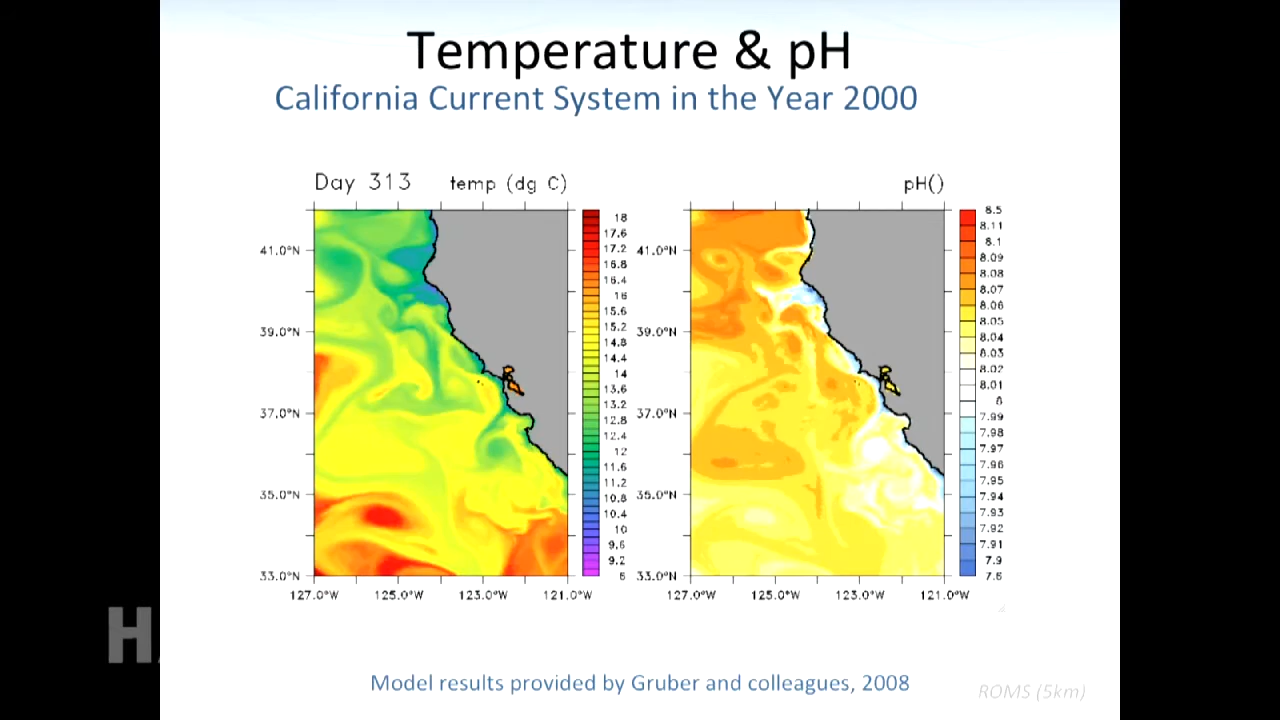 Temperature & pH
California Current System in the Year 2000
Day 313 temp (dg C)
pH()
41.0°N
39.0°N
37.0°N
35.0°N
33.0°N
127.0°W 125.0°W 123.0°W 121.0°W
18
17.6
17.2
16.8
16.4
16
15.6
15.2
14.8
14.4
14
13.6
13.2
12.8
12.4
12
11.6
11.2
10.8
10.4
10
9.6
9.2
6
41.0°N
39.0°N
37.0°N
35.0°N
33.0°N
127.0°W 125.0°W 123.0°W 121.0°W
8.5
8.11
8.1
8.09
8.08
8.07
8.06
8.05
8.04
8.03
8.02
8.01
8
7.99
7.98
7.97
7.96
7.95
7.94
7.93
7.92
7.91
7.9
7.6
H
Model results provided by Gruber and colleagues, 2008
ROMS (5km)